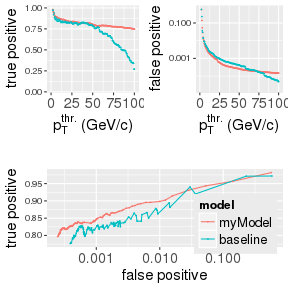 true positive
1.00
0.75
0.50
0.25
0.00
0 25 50 75 100
p_T^thr. (GeV/c)
false positive
0.100
0.001
0 25 50 75 100
p_T^thr. (GeV/c)
true positive
0.95
0.90
0.85
0.80
0.001 0.010 0.100
false positive
model
myModel
baseline